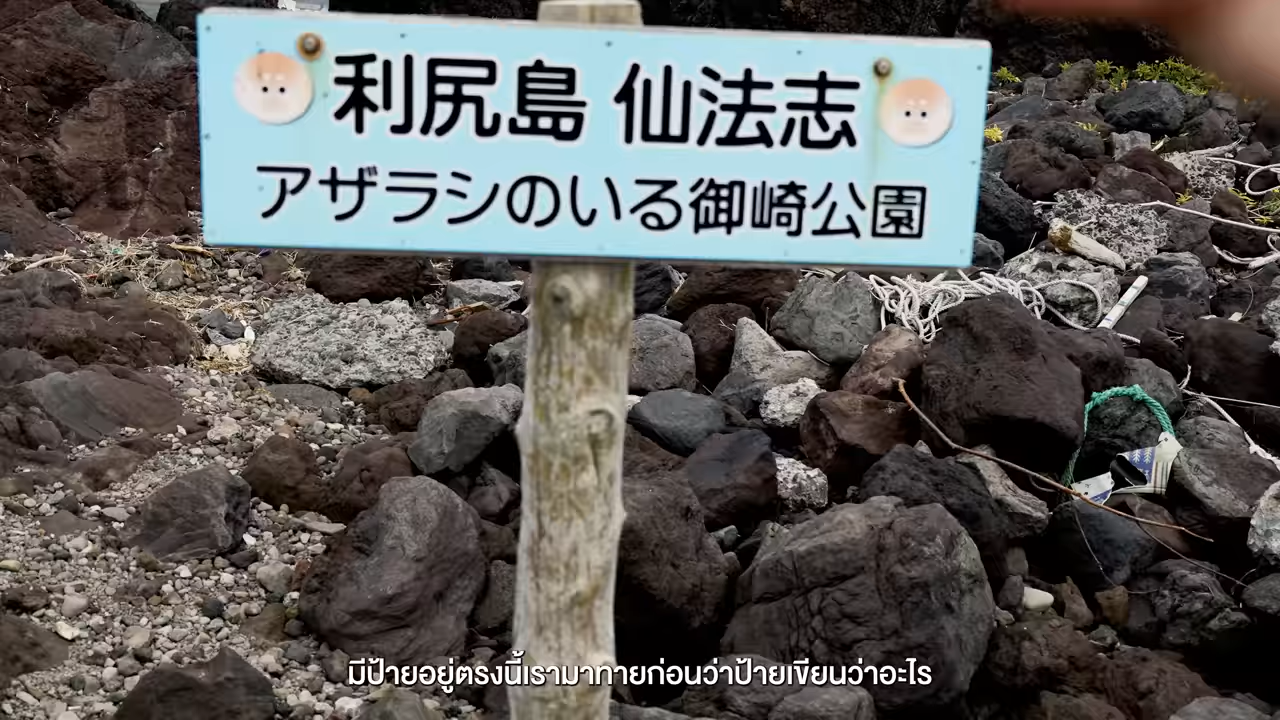 利尻島 仙法志
アザラシのいる御崎公園
มีป้ายอยู่ตรงนี้เรามาทายก่อนว่าป้ายเขียนว่าอะไร